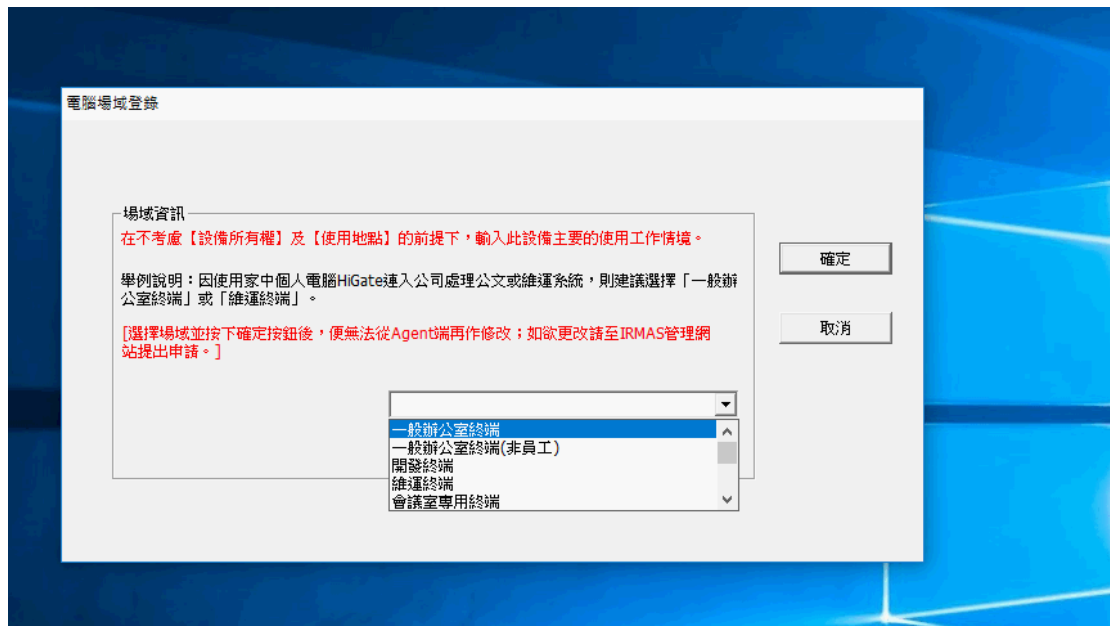 電腦場域登錄
場域資訊
在不考慮【設備所有權】及【使用地點】的前提下，輸入此設備主要的使用工作情境。
舉例說明：因使用家中個人電腦HiGate連入公司處理公文或維運系統，則建議選擇「一般辦
公室終端」或「維運終端」。
[選擇場域並按下確定按鈕後，便無法從Agent端再作修改；如欲更改請至IRMAS管理網
站提出申請。]
確定
取消
一般辦公室終端
一般辦公室終端(非員工)
開發終端
維運終端
會議室專用終端